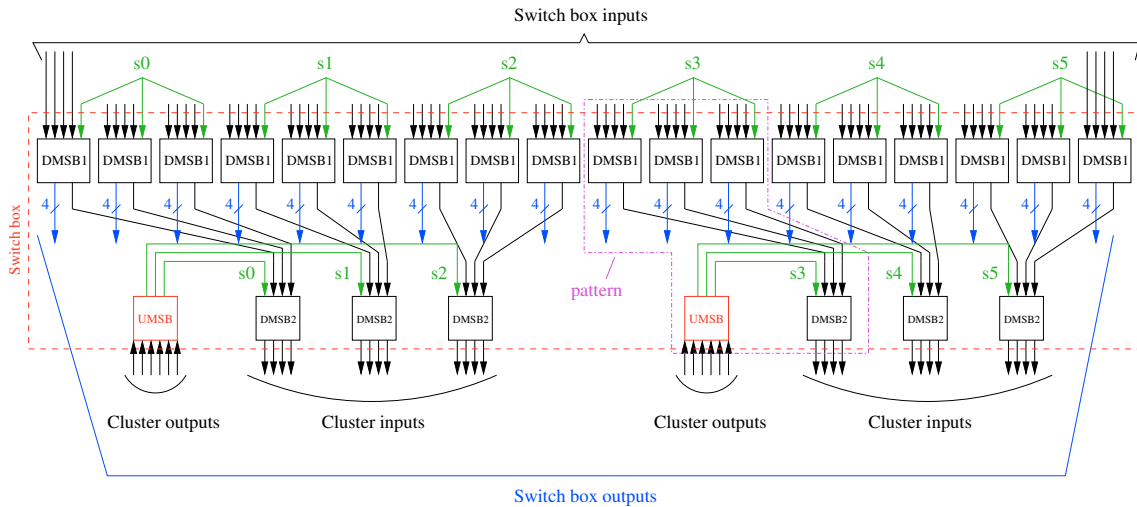 Switch box inputs
s0 s1 s2 s3 s4 s5
DMSB1 DMSB1 DMSB1 DMSB1 DMSB1 DMSB1 DMSB1 DMSB1 DMSB1 DMSB1 DMSB1 DMSB1 DMSB1 DMSB1 DMSB1 DMSB1 DMSB1 DMSB1
4 4 4 4 4 4 4 4 4 4 4 4 4 4 4 4 4 4
Switch box
s0 s1 s2 s3 s4 s5
pattern
UMSB DMSB2 DMSB2 DMSB2 UMSB DMSB2 DMSB2 DMSB2
Cluster outputs Cluster inputs Cluster outputs Cluster inputs
Switch box outputs